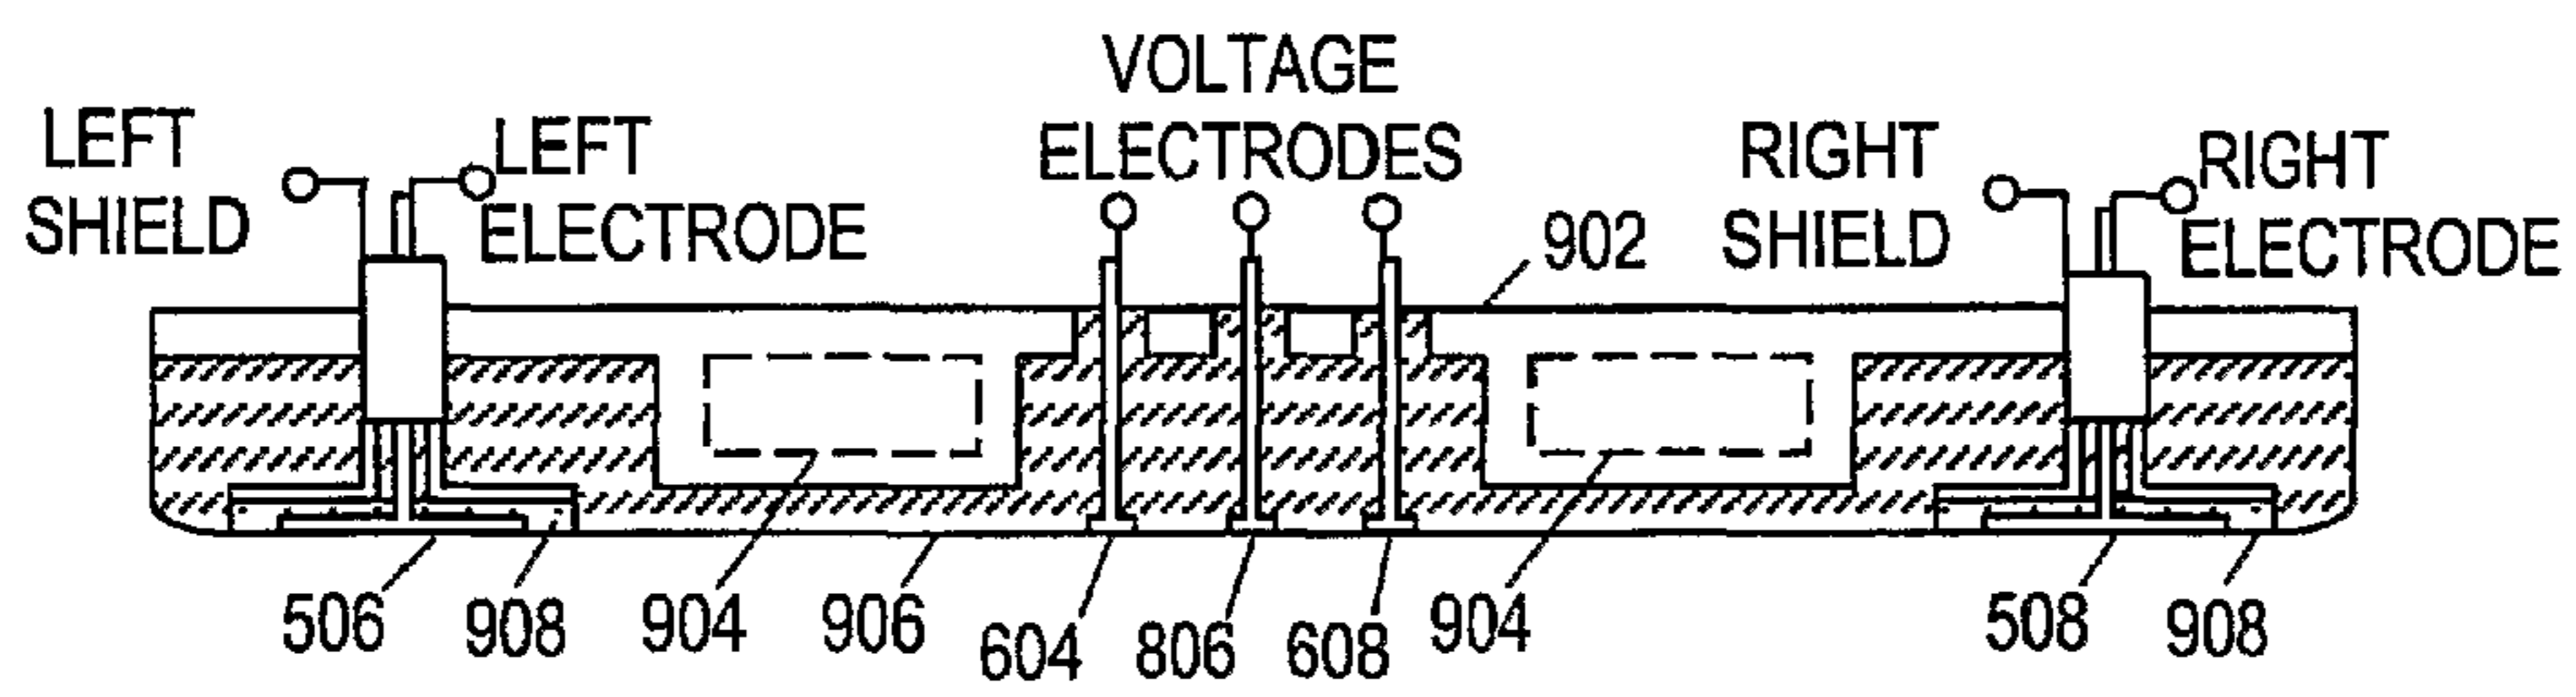 VOLTAGE
ELECTRODES
LEFT
SHIELD
LEFT
ELECTRODE
RIGHT
SHIELD
RIGHT
ELECTRODE
902
506
908
904
906
604
806
608
904
508
908